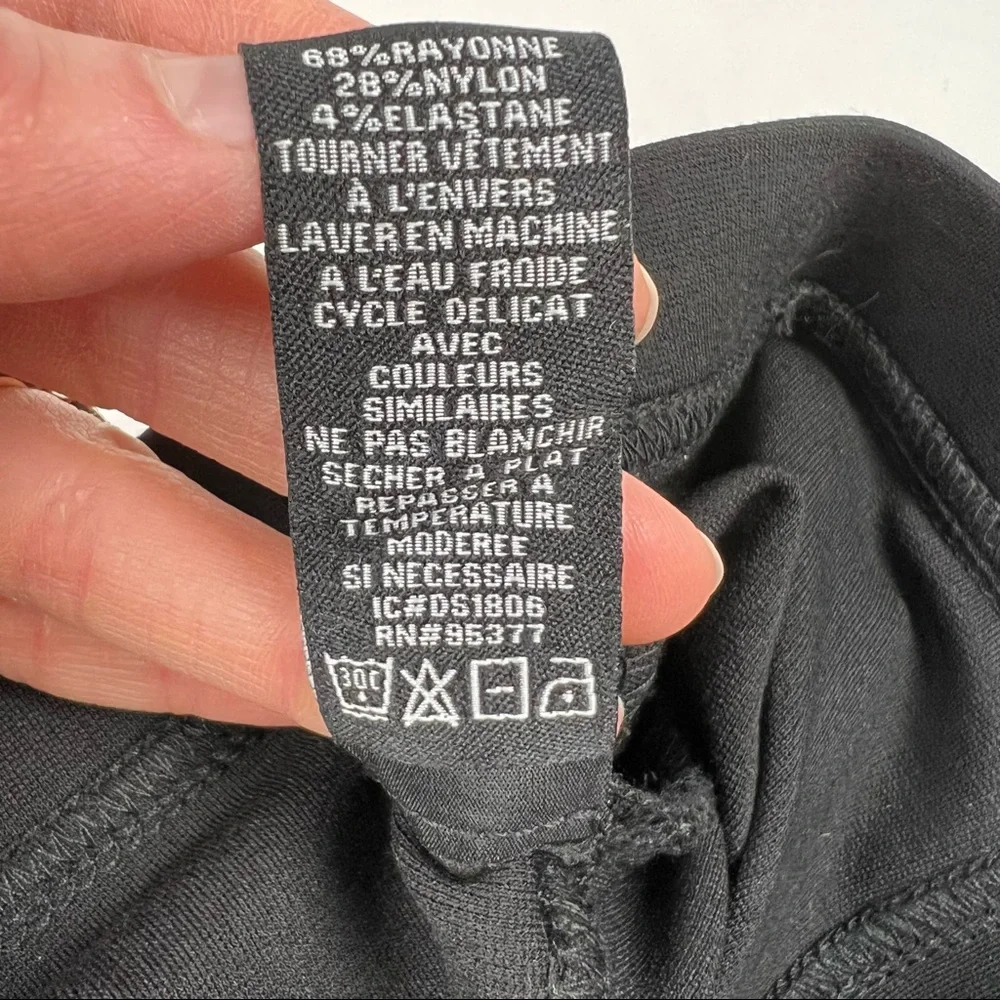 68%RAYONNE
28%NYLON
4%ELASTANE
TOURNER VÊTEMENT
À L'ENVERS
LAVER EN MACHINE
A L'EAU FROIDE
CYCLE DELICAT
AVEC
COULEURS
SIMILAIRES
NE PAS BLANCHIR
SECHER A PLAT
REPASSER A
TEMPERATURE
MODEREE
SI NECESSAIRE
IC#DS1806
RN#95377
30C